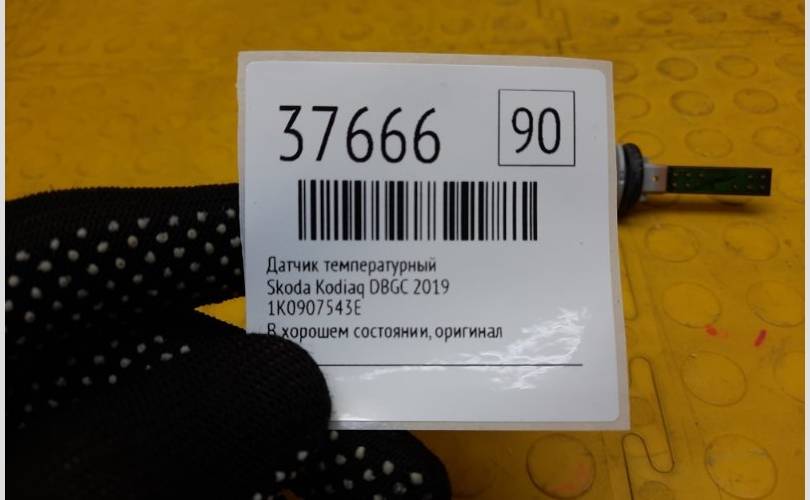 37666
90
Датчик температурный
Skoda Kodiaq DBGC 2019
1K0907543E
В хорошем состоянии, оригинал